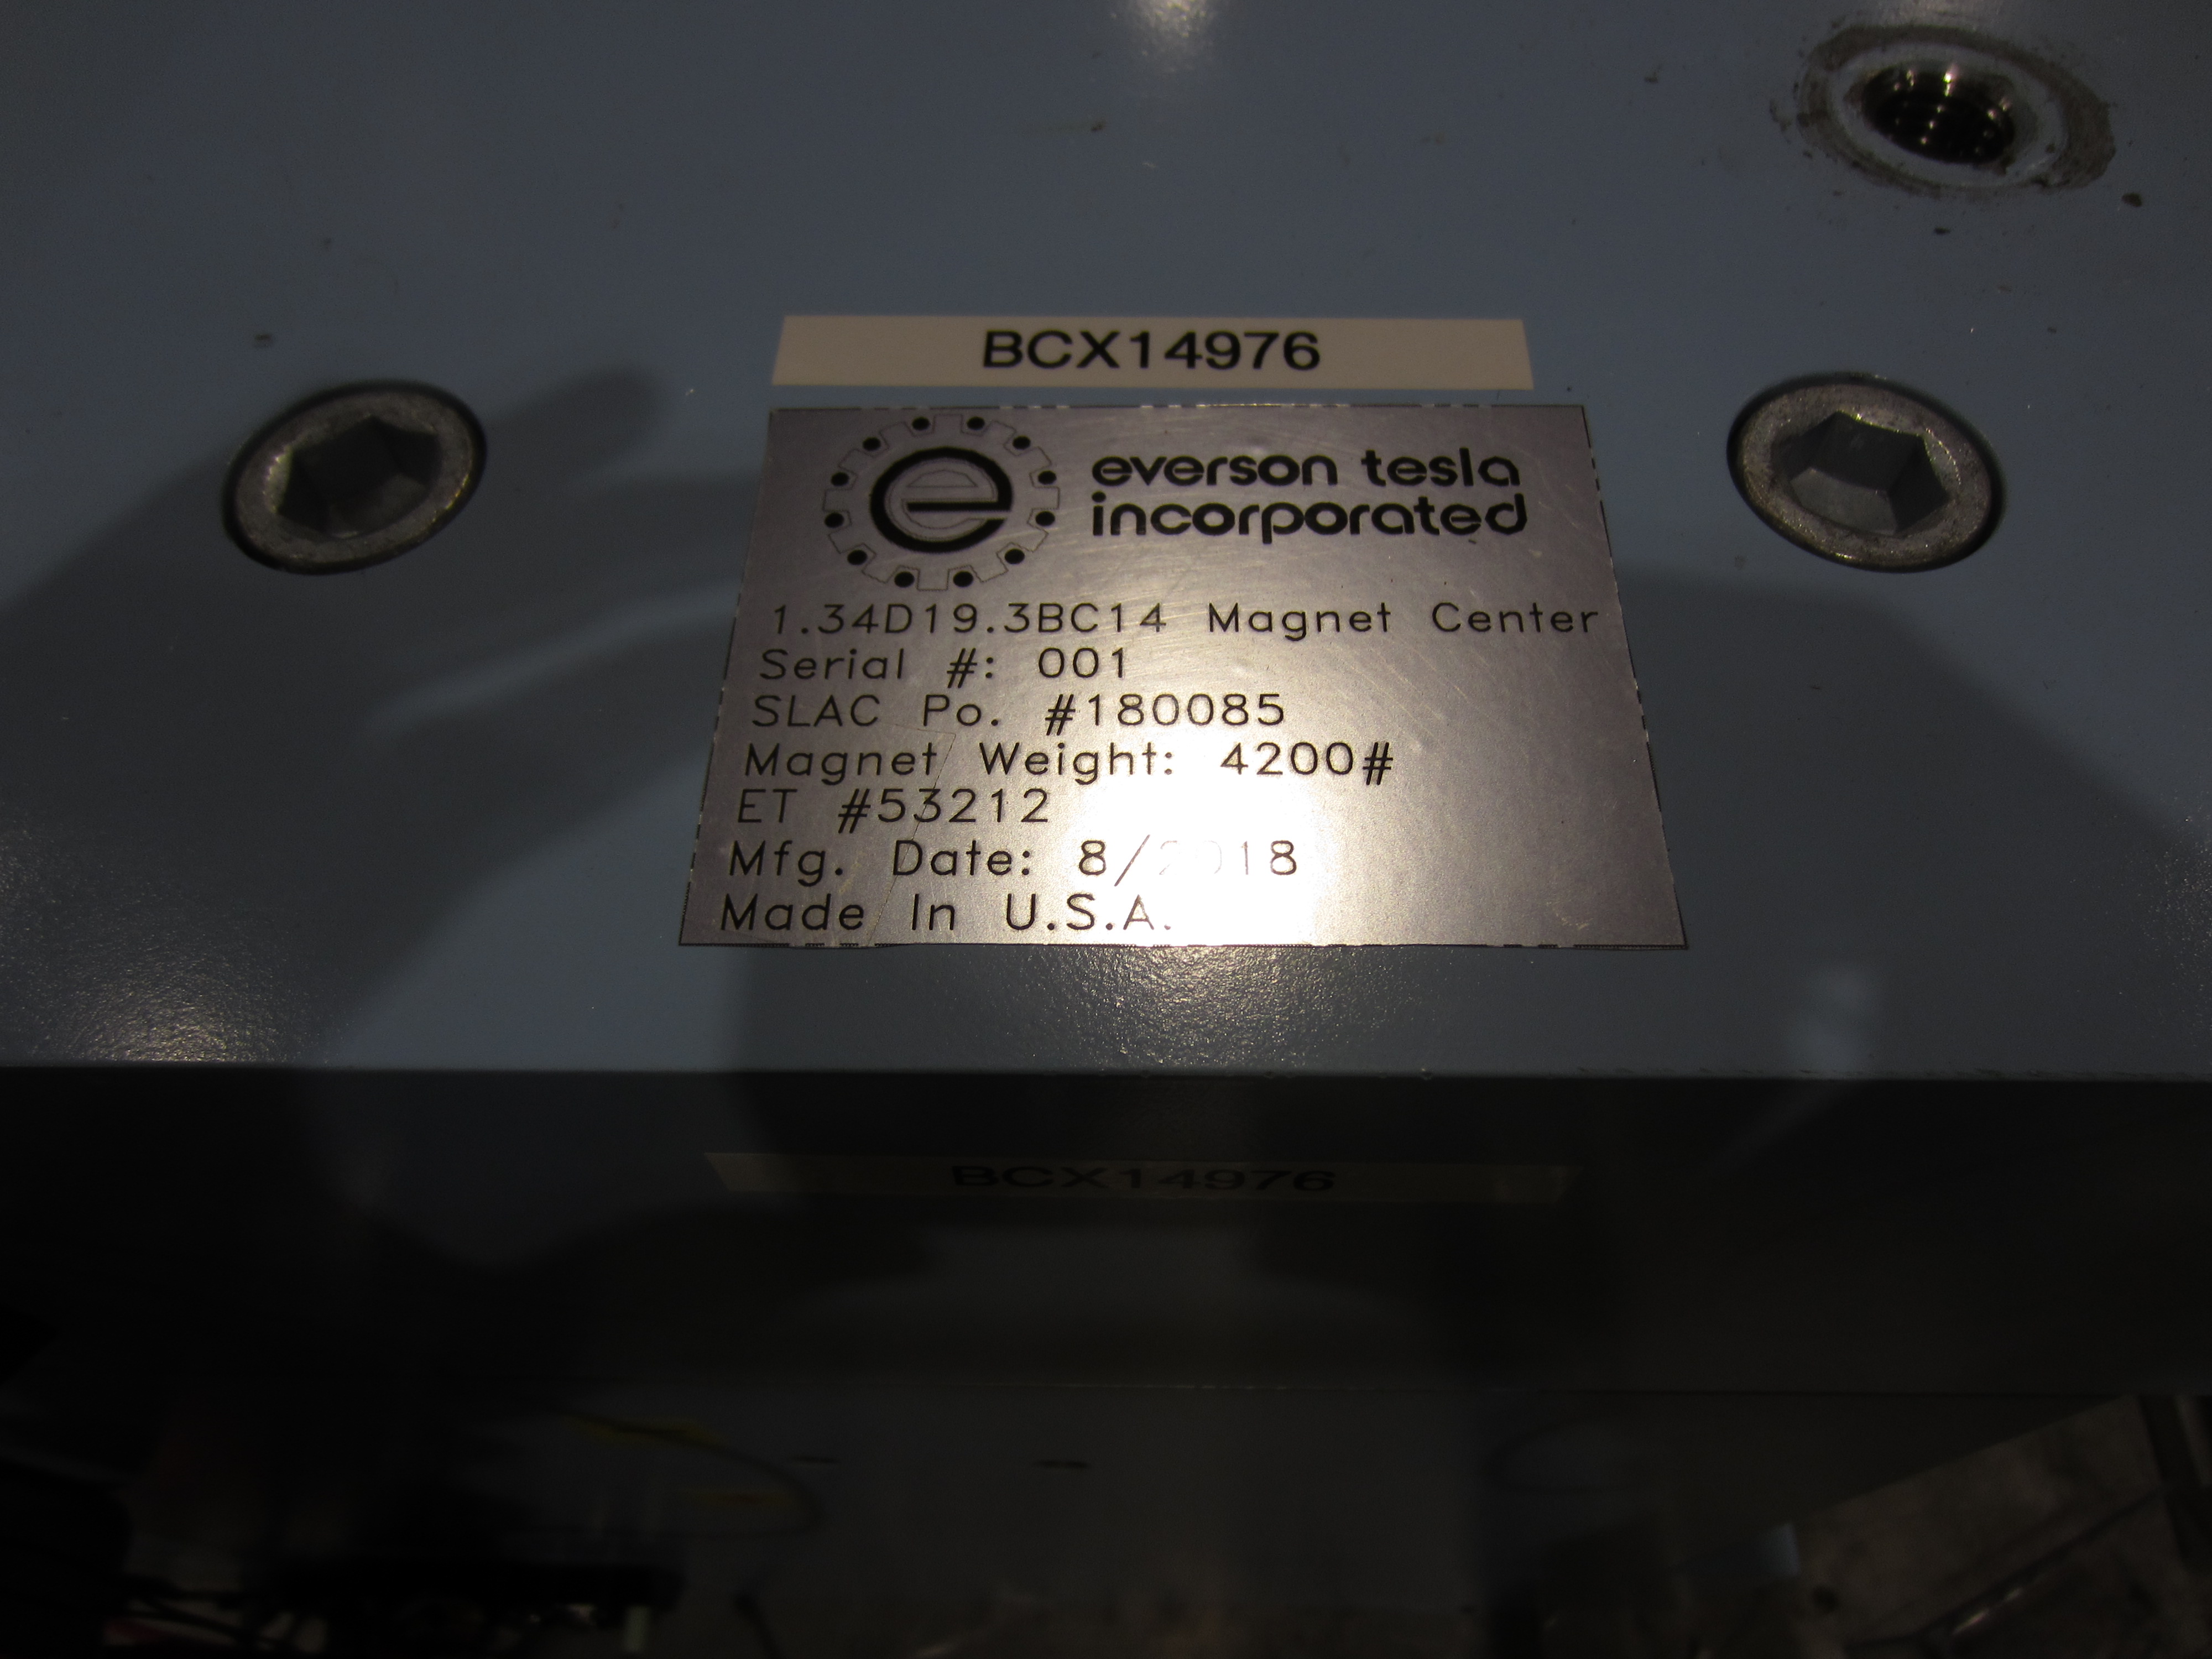 BCX14976
everson tesla
incorporated
1.34D19.3BC14 Magnet Center
Serial #: 001
SLAC Po. #180085
Magnet Weight: 4200#
ET #53212
Mfg. Date: 8/2018
Made In U.S.A.
BCX14976